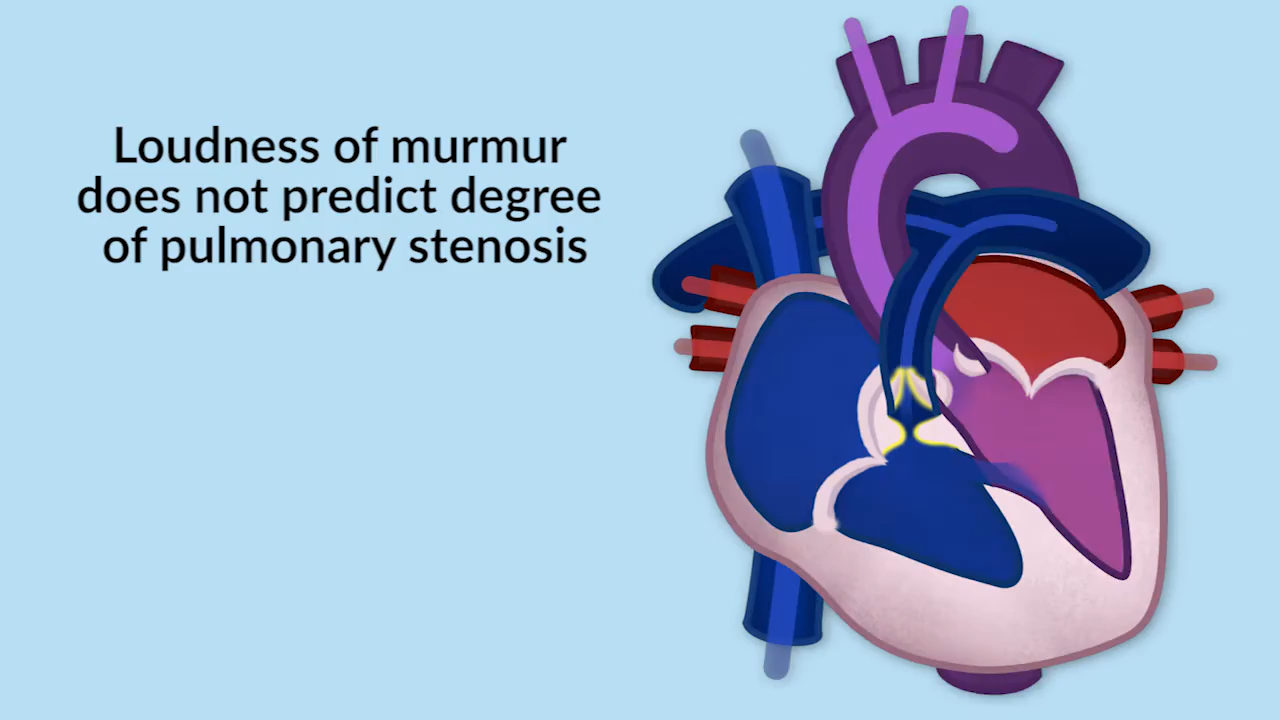 Loudness of murmur
does not predict degree
of pulmonary stenosis